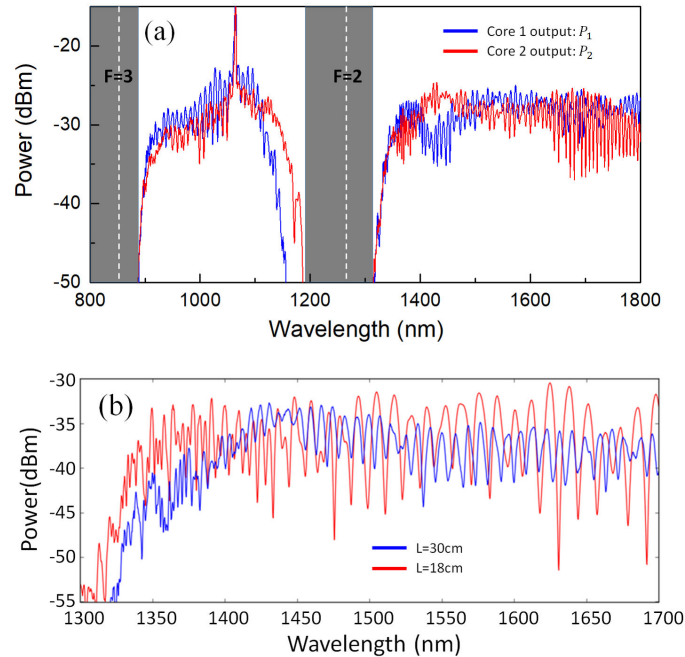 (a)
Core 1 output: P₁
Core 2 output: P₂
F=3
F=2
Power (dBm)
-20
-30
-40
-50
800 1000 1200 1400 1600 1800
Wavelength (nm)
(b)
Power(dBm)
-30
-35
-40
-45
-50
-55
L=30cm
L=18cm
1300 1350 1400 1450 1500 1550 1600 1650 1700
Wavelength (nm)